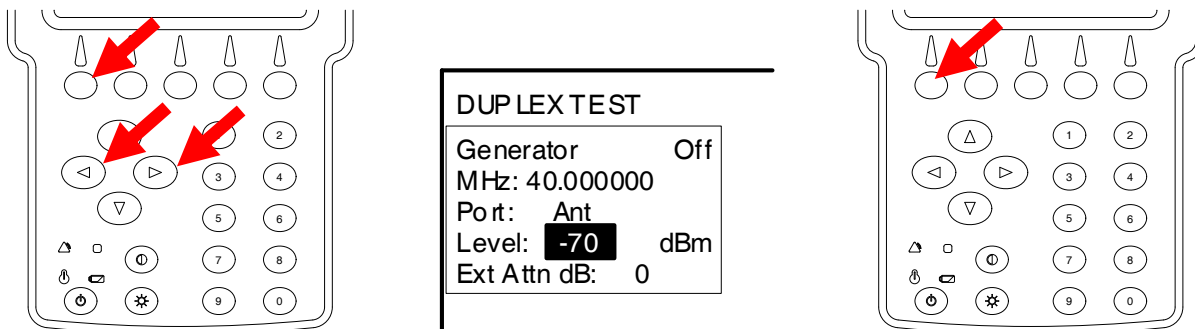 2
3 4
5 6
7 8
9 0
DUPLEX TEST
Generator Off
MHz: 40.000000
Port: Ant
Level: -70 dBm
Ext Attn dB: 0
1 2
3 4
5 6
7 8
9 0